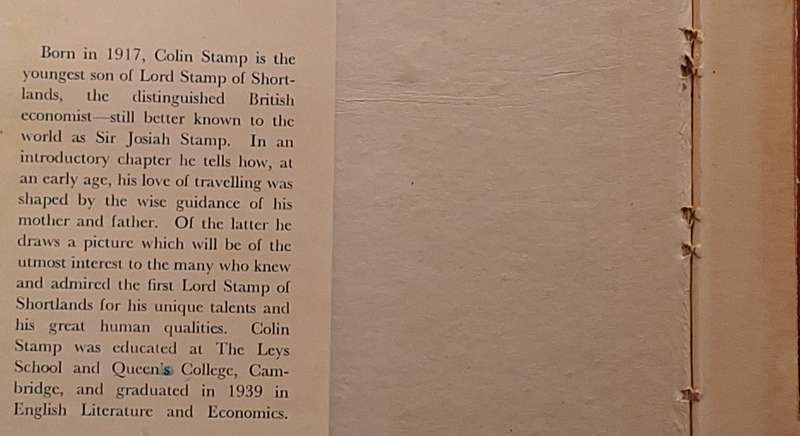 Born in 1917, Colin Stamp is the
youngest son of Lord Stamp of Short-
lands, the distinguished British
economist—still better known to the
world as Sir Josiah Stamp. In an
introductory chapter he tells how, at
an early age, his love of travelling was
shaped by the wise guidance of his
mother and father. Of the latter he
draws a picture which will be of the
utmost interest to the many who knew
and admired the first Lord Stamp of
Shortlands for his unique talents and
his great human qualities. Colin
Stamp was educated at The Leys
School and Queen's College, Cam-
bridge, and graduated in 1939 in
English Literature and Economics.